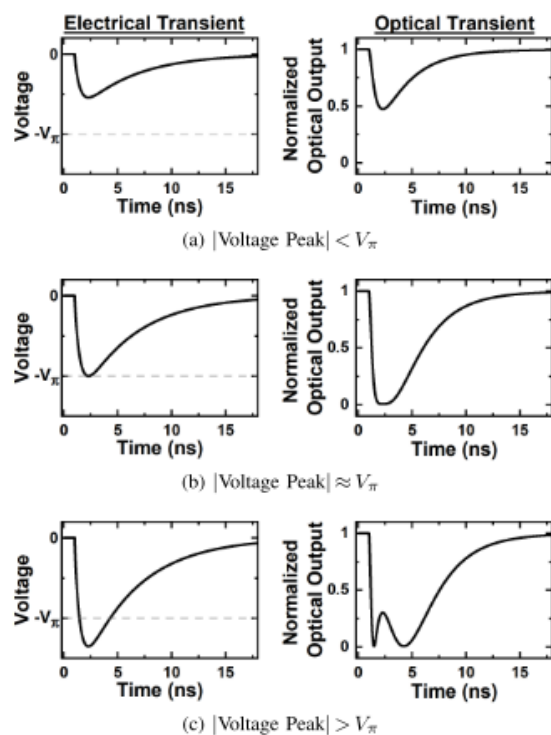 Electrical Transient Optical Transient
0 1
Voltage Normalized Optical Output
0.5
-Vπ
0
0 5 10 15 0 5 10 15
Time (ns) Time (ns)
(a) |Voltage Peak| < Vπ
0 1
Voltage Normalized Optical Output
0.5
-Vπ
0
0 5 10 15 0 5 10 15
Time (ns) Time (ns)
(b) |Voltage Peak| ≈ Vπ
0 1
Voltage Normalized Optical Output
0.5
-Vπ
0
0 5 10 15 0 5 10 15
Time (ns) Time (ns)
(c) |Voltage Peak| > Vπ